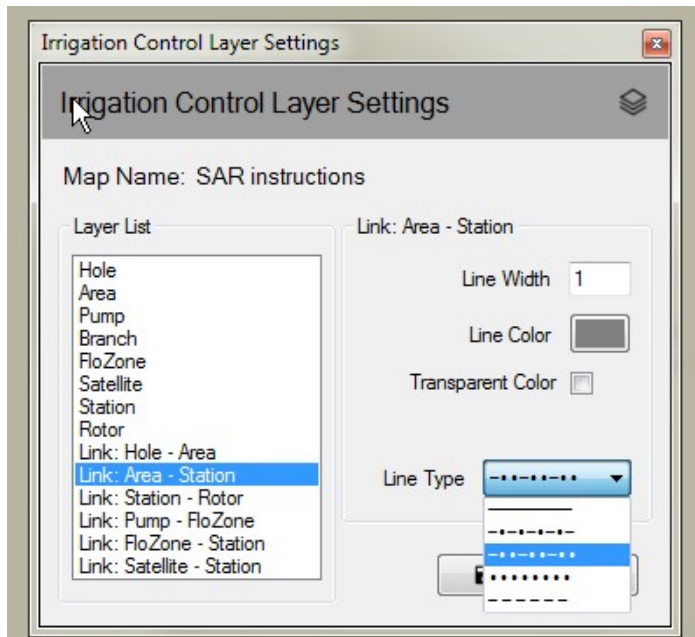 Irrigation Control Layer Settings
Irrigation Control Layer Settings
Map Name: SAR instructions
Layer List
Hole
Area
Pump
Branch
FloZone
Satellite
Station
Rotor
Link: Hole - Area
Link: Area - Station
Link: Station - Rotor
Link: Pump - FloZone
Link: FloZone - Station
Link: Satellite - Station
Link: Area - Station
Line Width 1
Line Color
Transparent Color
Line Type